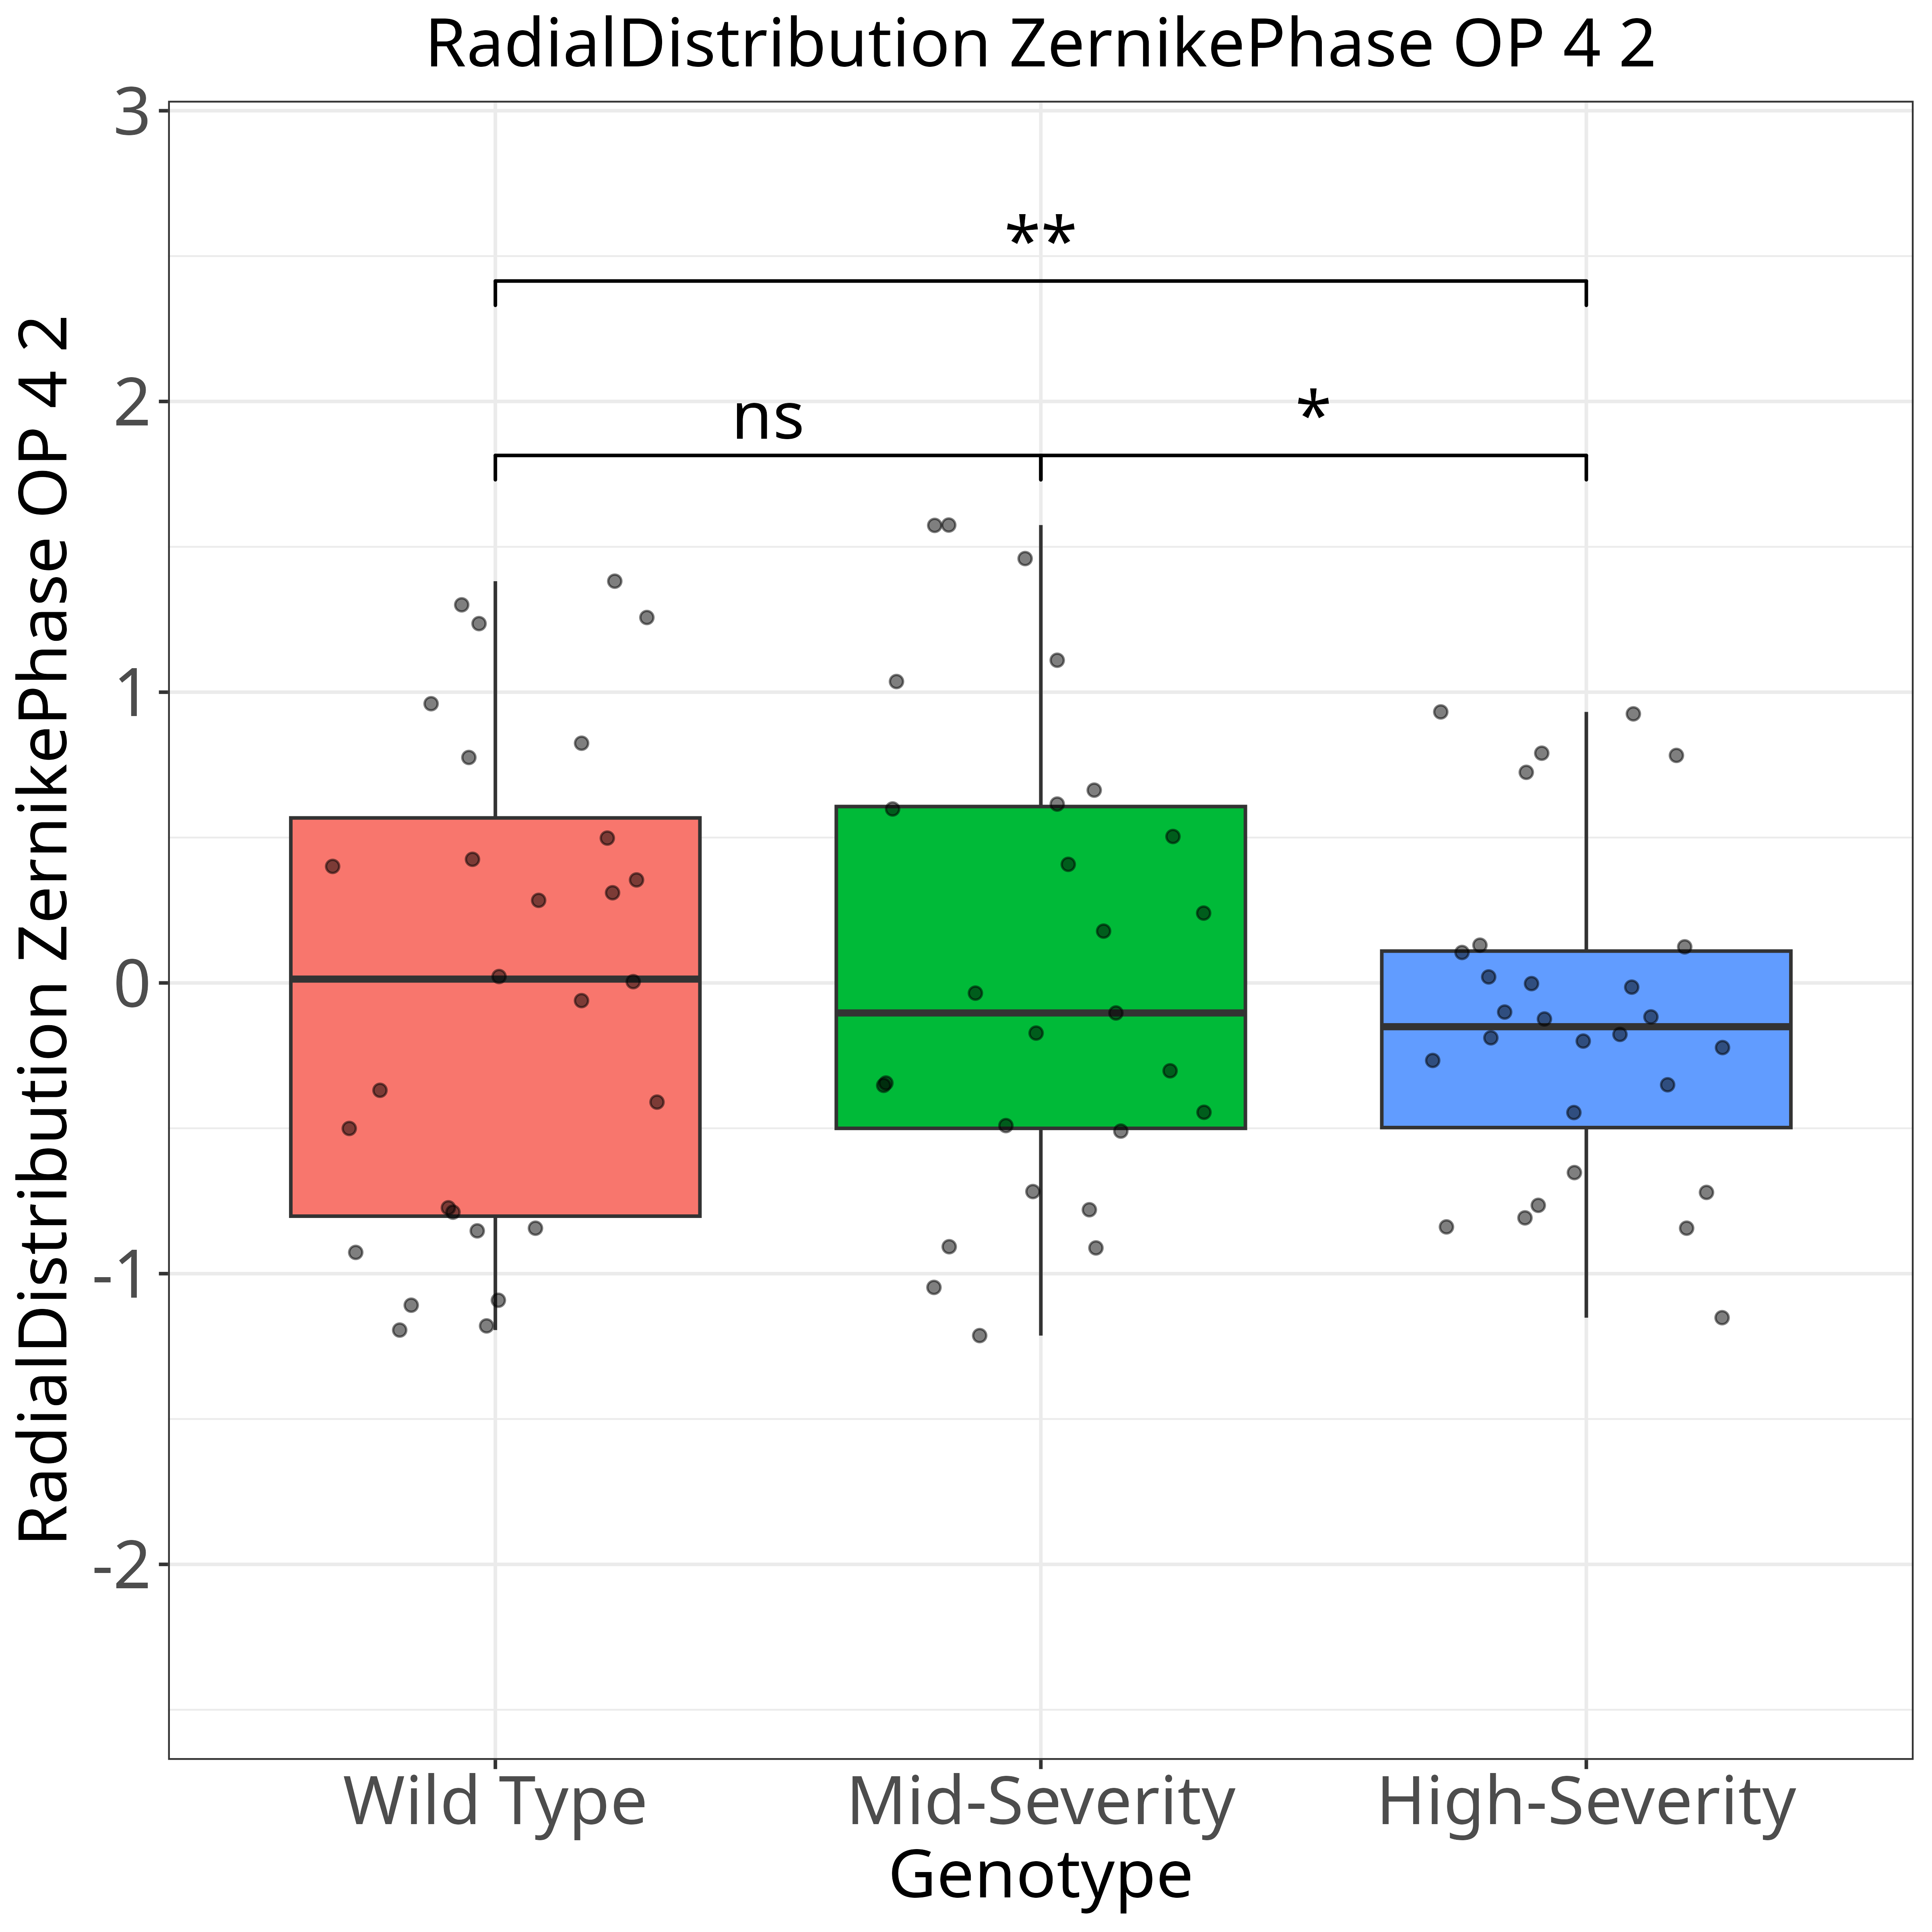 RadialDistribution ZernikePhase OP 4 2
RadialDistribution ZernikePhase OP 4 2
3
2
1
0
-1
-2
**
ns
*
Wild Type
Mid-Severity
High-Severity
Genotype